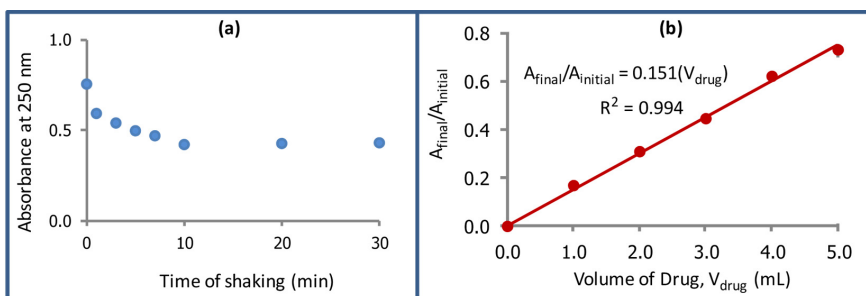 (a)
1.0
0.5
0.0
Absorbance at 250 nm
0 10 20 30
Time of shaking (min)
(b)
0.8
0.6
0.4
0.2
0.0
A_final/A_initial
A_final/A_initial = 0.151(V_drug)
R² = 0.994
0.0 1.0 2.0 3.0 4.0 5.0
Volume of Drug, V_drug (mL)